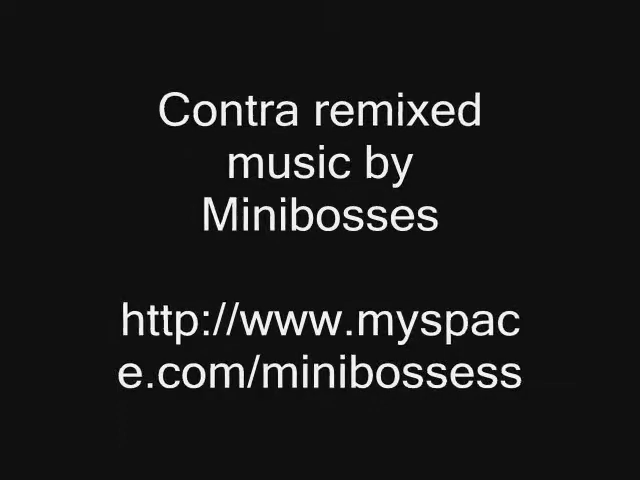 Contra remixed
music by
Minibosses
http://www.myspac
e.com/minibossess